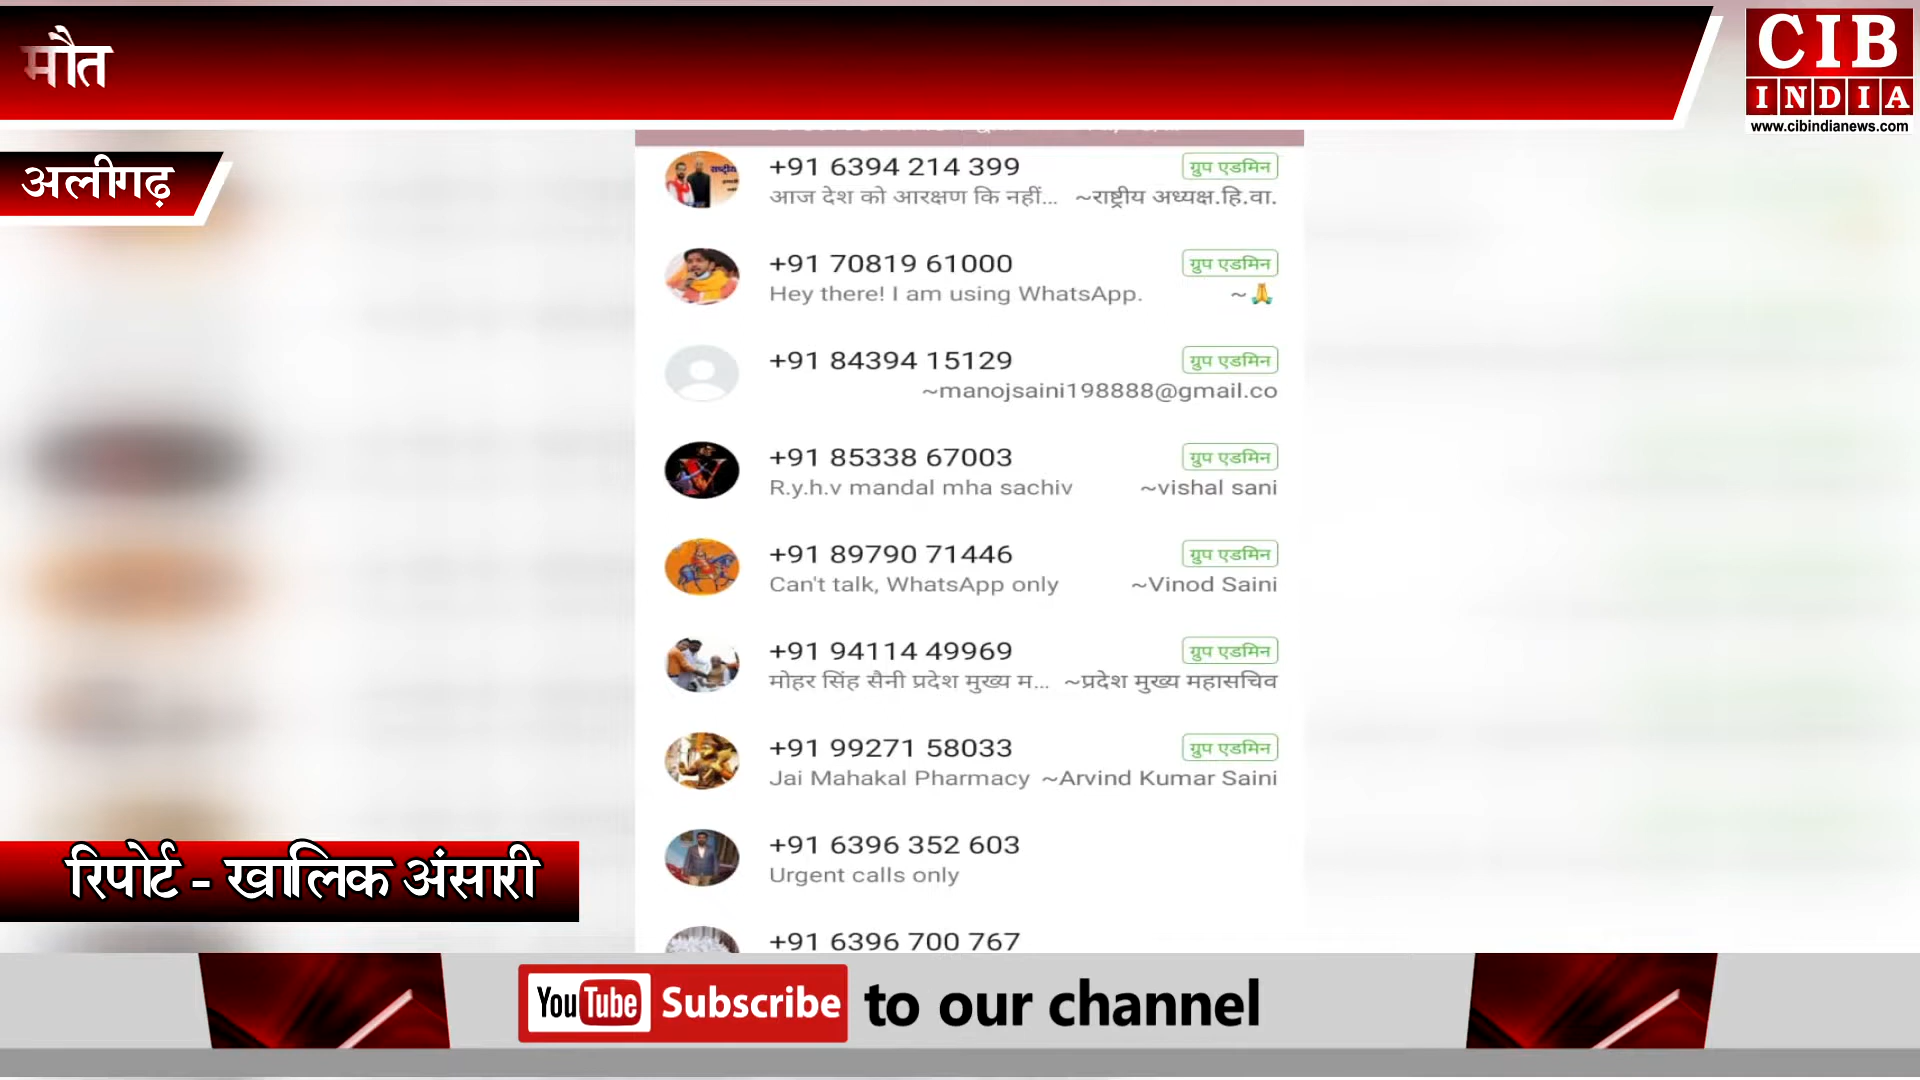 मौत
CIB
INDIA
www.cibindianews.com
अलीगढ़
+91 6394 214 399 ग्रुप एडमिन
आज देश को आरक्षण कि नहीं... ~राष्ट्रीय अध्यक्ष.हि.वा.
+91 70819 61000 ग्रुप एडमिन
Hey there! I am using WhatsApp. ~🙏
+91 84394 15129 ग्रुप एडमिन
~manojsaini198888@gmail.co
+91 85338 67003 ग्रुप एडमिन
R.y.h.v mandal mha sachiv ~vishal sani
+91 89790 71446 ग्रुप एडमिन
Can't talk, WhatsApp only ~Vinod Saini
+91 94114 49969 ग्रुप एडमिन
मोहर सिंह सैनी प्रदेश मुख्य म... ~प्रदेश मुख्य महासचिव
+91 99271 58033 ग्रुप एडमिन
Jai Mahakal Pharmacy ~Arvind Kumar Saini
+91 6396 352 603
Urgent calls only
+91 6396 700 767
रिपोर्ट - खालिक अंसारी
YouTube Subscribe to our channel